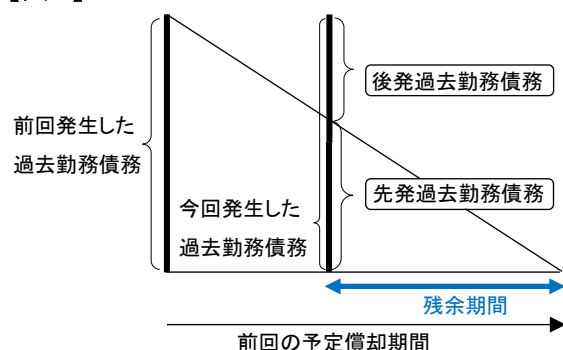 後発過去勤務債務
前回発生した
過去勤務債務
今回発生した
過去勤務債務
先発過去勤務債務
残余期間
前回の予定償却期間